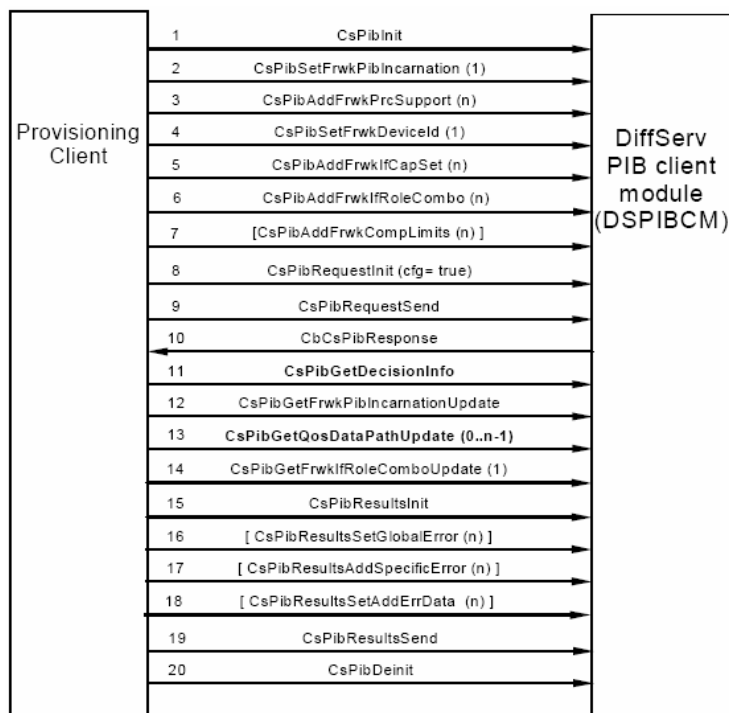 Provisioning
Client
DiffServ
PIB client
module
(DSPIBCM)
1 CsPibInit
2 CsPibSetFrwkPibIncarnation (1)
3 CsPibAddFrwkPrcSupport (n)
4 CsPibSetFrwkDeviceId (1)
5 CsPibAddFrwkIfCapSet (n)
6 CsPibAddFrwkIfRoleCombo (n)
7 [CsPibAddFrwkCompLimits (n) ]
8 CsPibRequestInit (cfg= true)
9 CsPibRequestSend
10 CbCsPibResponse
11 CsPibGetDecisionInfo
12 CsPibGetFrwkPibIncarnationUpdate
13 CsPibGetQosDataPathUpdate (0..n-1)
14 CsPibGetFrwkIfRoleComboUpdate (1)
15 CsPibResultsInit
16 [ CsPibResultsSetGlobalError (n) ]
17 [ CsPibResultsAddSpecificError (n) ]
18 [ CsPibResultsSetAddErrData (n) ]
19 CsPibResultsSend
20 CsPibDeinit